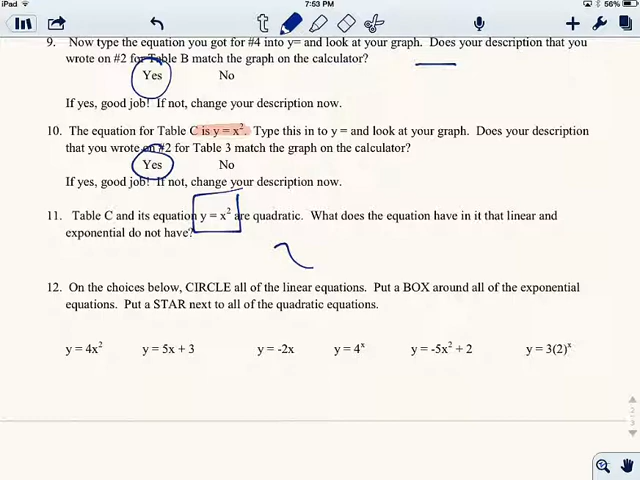 iPad
7:53 PM
56%
t
9. Now type the equation you got for #4 into y= and look at your graph. Does your description that you
wrote on #2 for Table B match the graph on the calculator?
Yes No
If yes, good job! If not, change your description now.
10. The equation for Table C is y = x². Type this in to y = and look at your graph. Does your description
that you wrote on #2 for Table 3 match the graph on the calculator?
Yes No
If yes, good job! If not, change your description now.
11. Table C and its equation y = x² are quadratic. What does the equation have in it that linear and
exponential do not have?
12. On the choices below, CIRCLE all of the linear equations. Put a BOX around all of the exponential
equations. Put a STAR next to all of the quadratic equations.
y = 4x² y = 5x + 3 y = -2x y = 4ˣ y = -5x² + 2 y = 3(2)ˣ